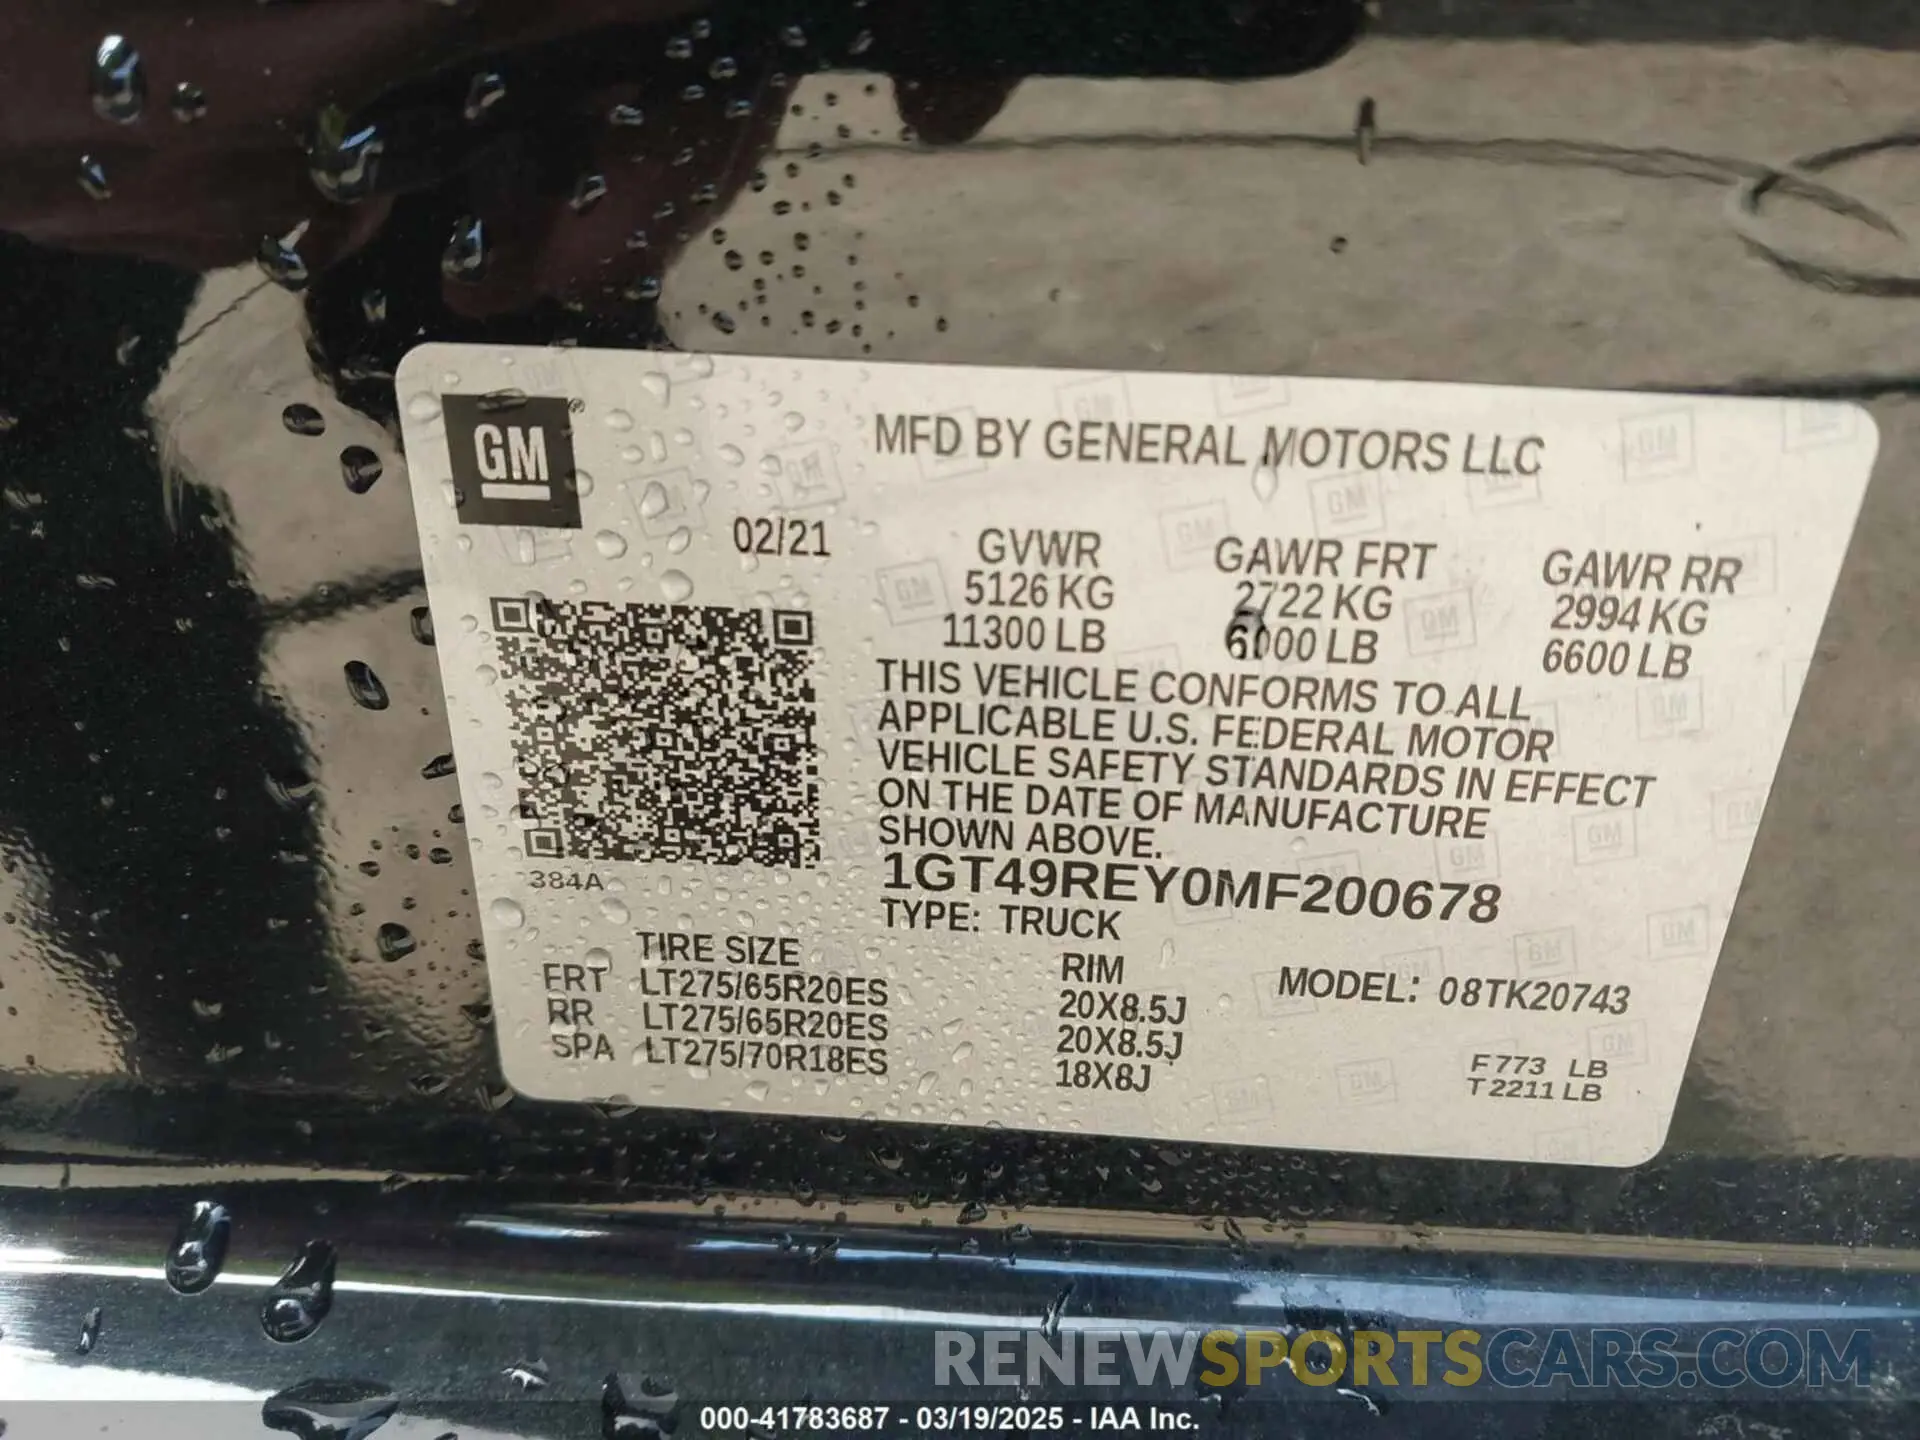 GM ®
MFD BY GENERAL MOTORS LLC
02/21
GVWR GAWR FRT GAWR RR
5126 KG 2722 KG 2994 KG
11300 LB 6000 LB 6600 LB
THIS VEHICLE CONFORMS TO ALL
APPLICABLE U.S. FEDERAL MOTOR
VEHICLE SAFETY STANDARDS IN EFFECT
ON THE DATE OF MANUFACTURE
SHOWN ABOVE.
384A
1GT49REY0MF200678
TYPE: TRUCK
TIRE SIZE RIM
FRT LT275/65R20ES 20X8.5J
RR LT275/65R20ES 20X8.5J
SPA LT275/70R18ES 18X8J
MODEL: 08TK20743
F 773 LB
T 2211 LB
RENEWSPORTSCARS.COM
000-41783687 - 03/19/2025 - IAA Inc.